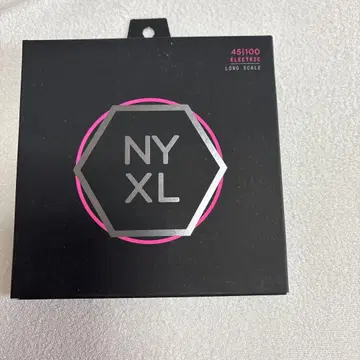 45|100
ELECTRIC
LONG SCALE
NY
XL